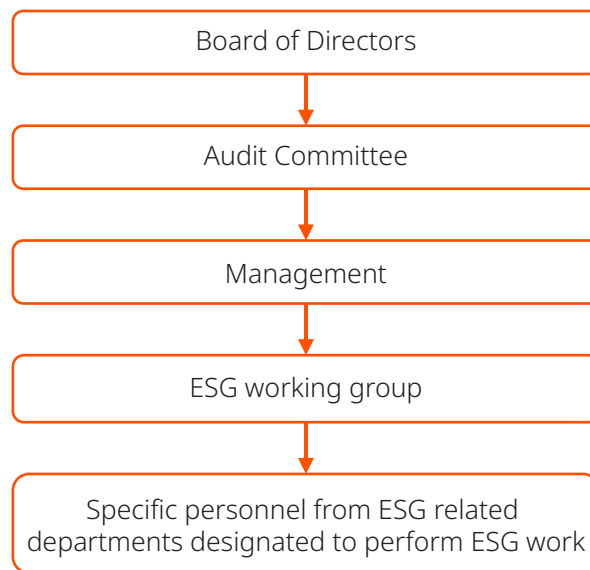 Board of Directors
Audit Committee
Management
ESG working group
Specific personnel from ESG related
departments designated to perform ESG work